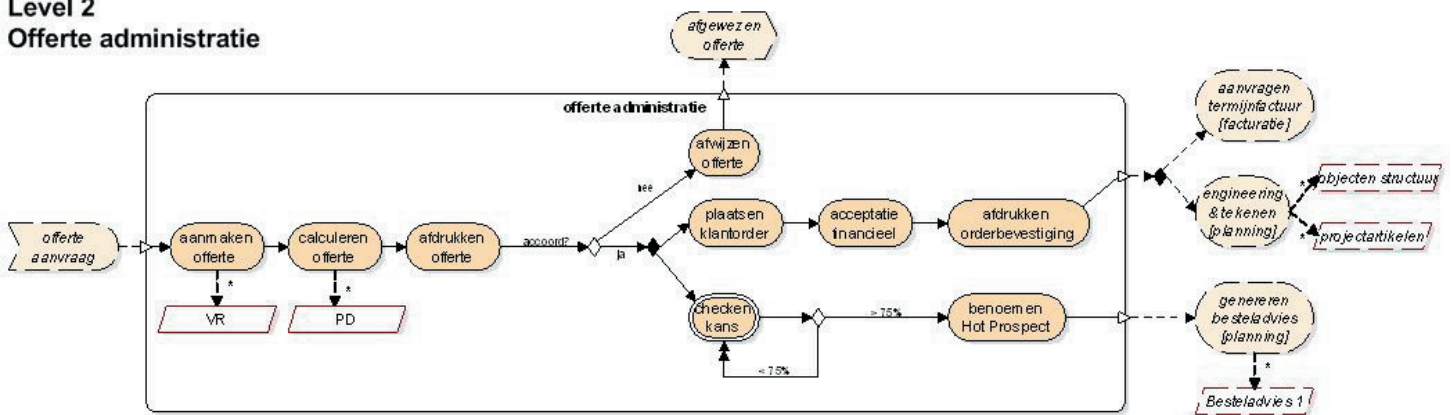 Level 2
Offerte administratie
afgewezen
offerte
offerte administratie
afwijzen
offerte
nee
aanvragen
termijnfactuur
[facturatie]
offerte
aanvraag
aanmaken
offerte
calculeren
offerte
afdrukken
offerte
accoord?
ja
plaatsen
klantorder
acceptatie
financieel
afdrukken
orderbevestiging
engineering
& tekenen
[planning]
*
objecten structuur
*
projectartikelen
*
VR
*
PD
checken
kans
> 75%
< 75%
benoemen
Hot Prospect
genereren
besteladvies
[planning]
*
Besteladvies 1